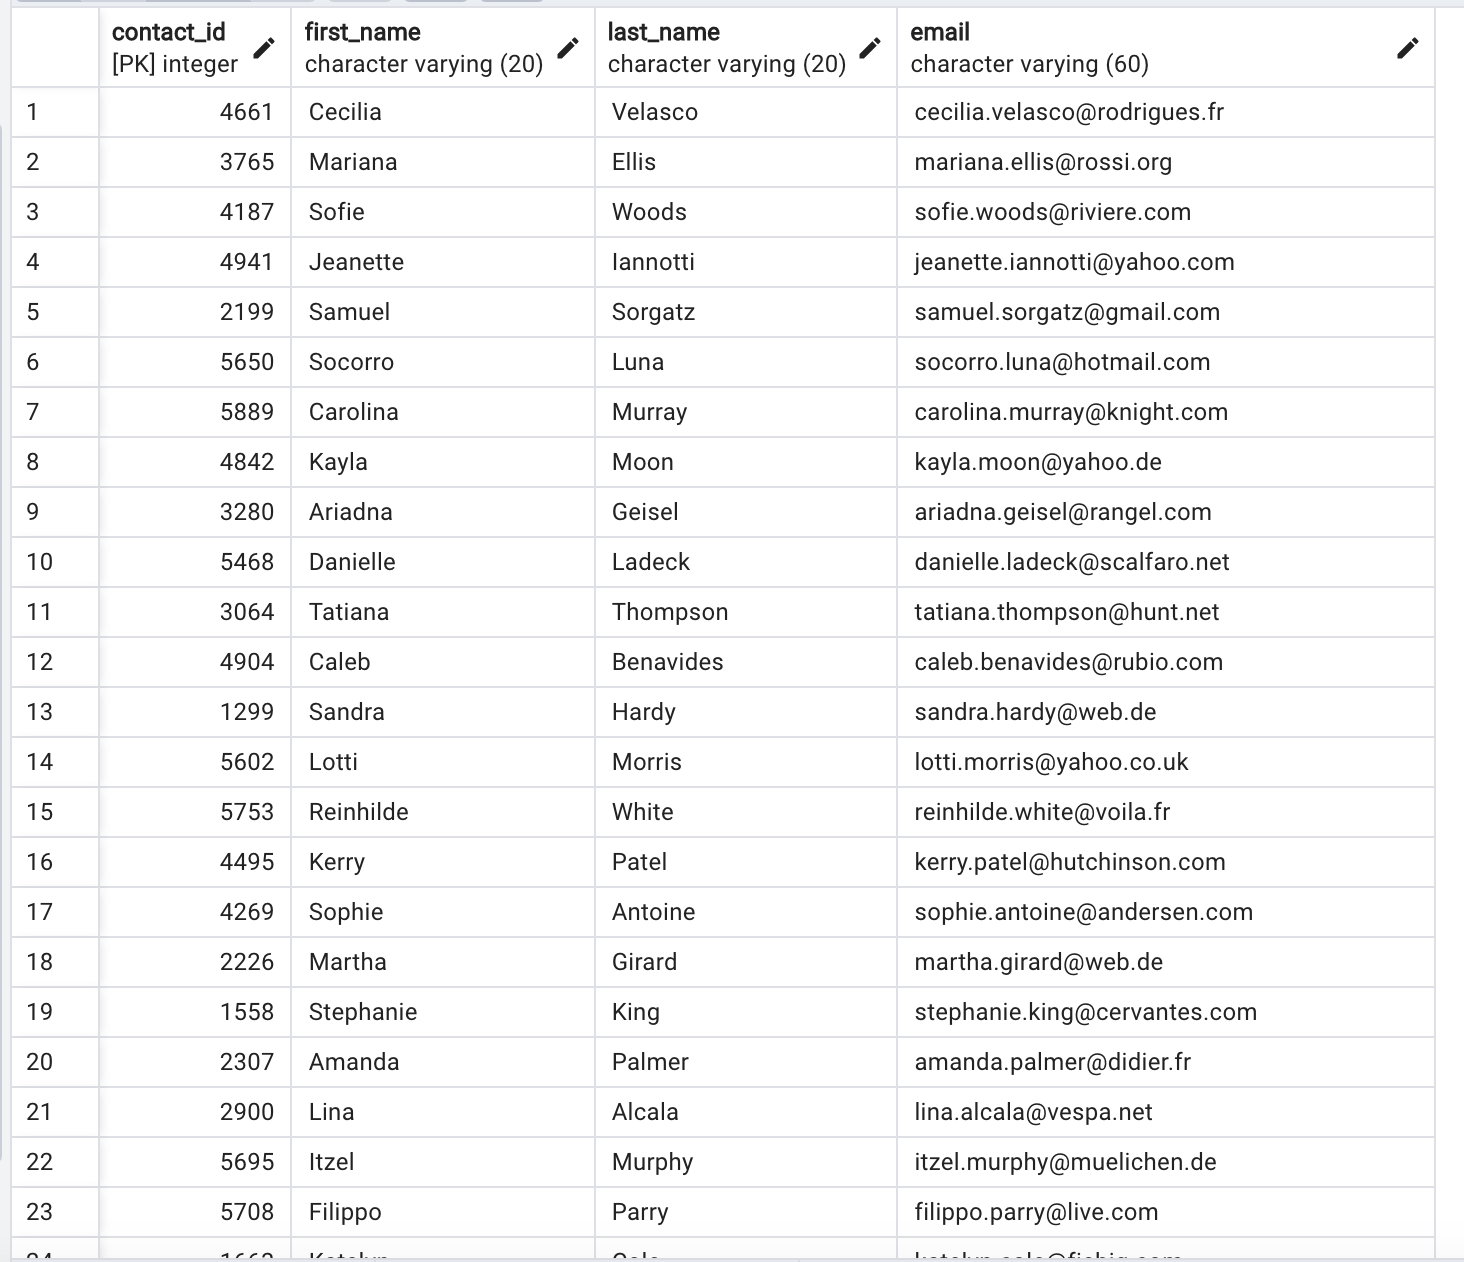 contact_id first_name last_name email
[PK] integer character varying (20) character varying (20) character varying (60)
1 4661 Cecilia Velasco cecilia.velasco@rodrigues.fr
2 3765 Mariana Ellis mariana.ellis@rossi.org
3 4187 Sofie Woods sofie.woods@riviere.com
4 4941 Jeanette Iannotti jeanette.iannotti@yahoo.com
5 2199 Samuel Sorgatz samuel.sorgatz@gmail.com
6 5650 Socorro Luna socorro.luna@hotmail.com
7 5889 Carolina Murray carolina.murray@knight.com
8 4842 Kayla Moon kayla.moon@yahoo.de
9 3280 Ariadna Geisel ariadna.geisel@rangel.com
10 5468 Danielle Ladeck danielle.ladeck@scalfaro.net
11 3064 Tatiana Thompson tatiana.thompson@hunt.net
12 4904 Caleb Benavides caleb.benavides@rubio.com
13 1299 Sandra Hardy sandra.hardy@web.de
14 5602 Lotti Morris lotti.morris@yahoo.co.uk
15 5753 Reinhilde White reinhilde.white@voila.fr
16 4495 Kerry Patel kerry.patel@hutchinson.com
17 4269 Sophie Antoine sophie.antoine@andersen.com
18 2226 Martha Girard martha.girard@web.de
19 1558 Stephanie King stephanie.king@cervantes.com
20 2307 Amanda Palmer amanda.palmer@didier.fr
21 2900 Lina Alcala lina.alcala@vespa.net
22 5695 Itzel Murphy itzel.murphy@muelichen.de
23 5708 Filippo Parry filippo.parry@live.com